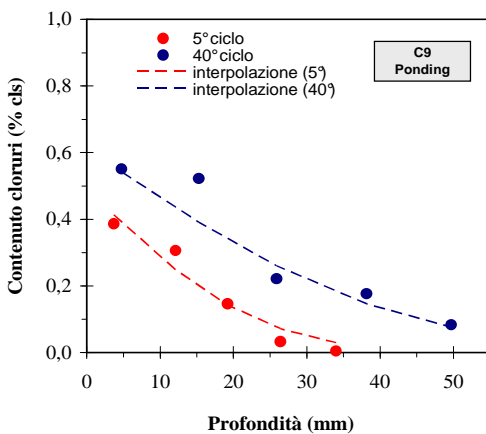 1,0
0,8
0,6
0,4
0,2
0,0
Contenuto cloruri (% cls)
5° ciclo
40° ciclo
interpolazione (5°)
interpolazione (40°)
C9
Ponding
0 10 20 30 40 50
Profondità (mm)